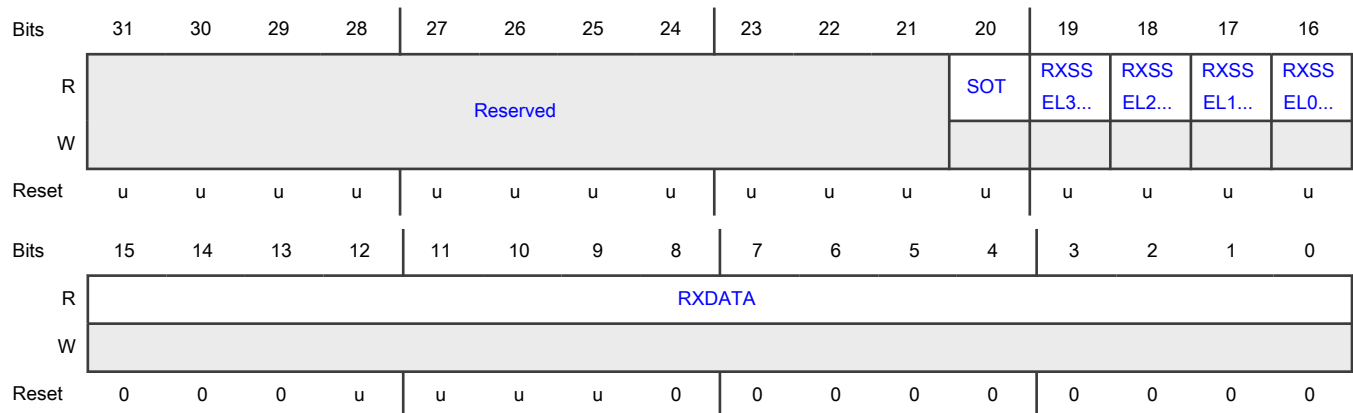 Bits 31 30 29 28 27 26 25 24 23 22 21 20 19 18 17 16
R Reserved SOT RXSS EL3... RXSS EL2... RXSS EL1... RXSS EL0...
W
Reset u u u u u u u u u u u u u u u u
Bits 15 14 13 12 11 10 9 8 7 6 5 4 3 2 1 0
R RXDATA
W
Reset 0 0 0 u u u u 0 0 0 0 0 0 0 0 0